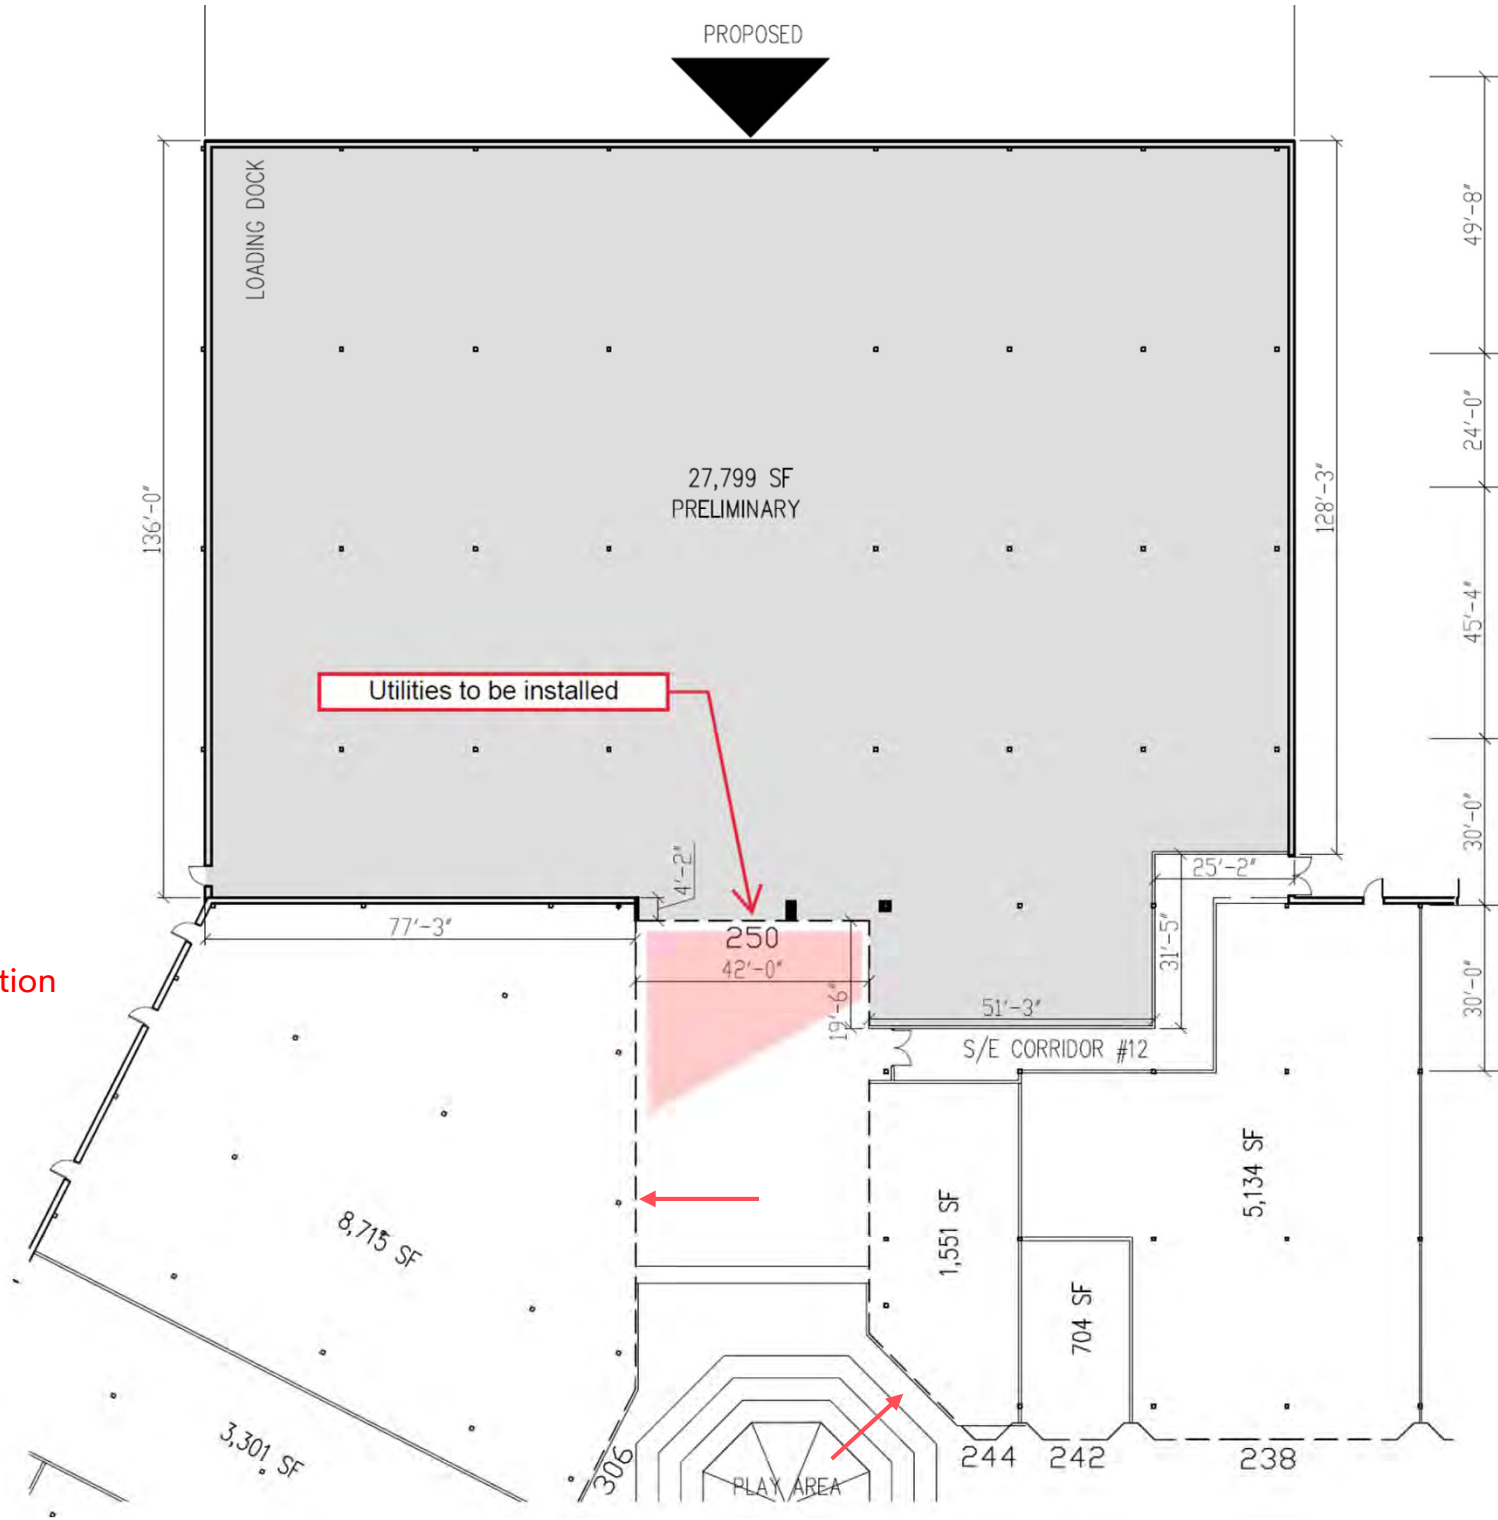 PROPOSED
LOADING DOCK
49'-8"
24'-0"
27,799 SF
PRELIMINARY
136'-0"
128'-3"
45'-4"
Utilities to be installed
30'-0"
4'-2"
25'-2"
77'-3"
250
42'-0"
31'-5"
19'-6"
51'-3"
30'-0"
tion
S/E CORRIDOR #12
8,715 SF
1,551 SF
5,134 SF
704 SF
3,301 SF
306
PLAY AREA
244
242
238